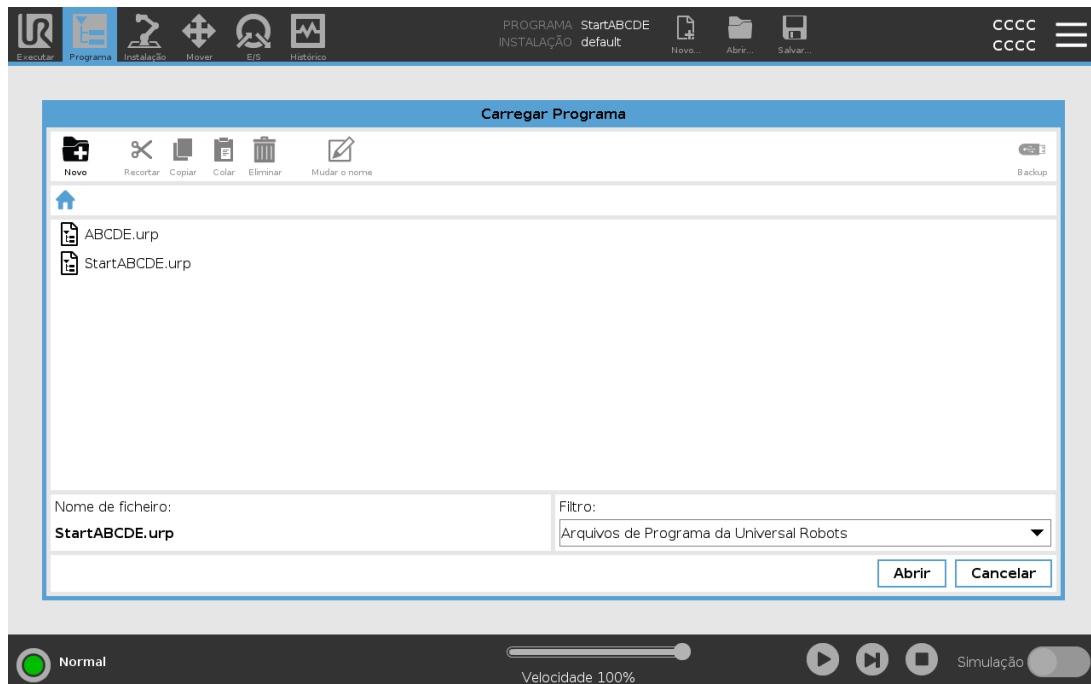 PROGRAMA StartABCDE
INSTALAÇÃO default
CCCC
CCCC
Executar Programa Instalação Mover E/S Histórico Novo... Abrir... Salvar...
Carregar Programa
Novo Recortar Copiar Colar Eliminar Mudar o nome Backup
ABCDE.urp
StartABCDE.urp
Nome de ficheiro: Filtro:
StartABCDE.urp Arquivos de Programa da Universal Robots
Abrir Cancelar
Normal Simulação
Velocidade 100%